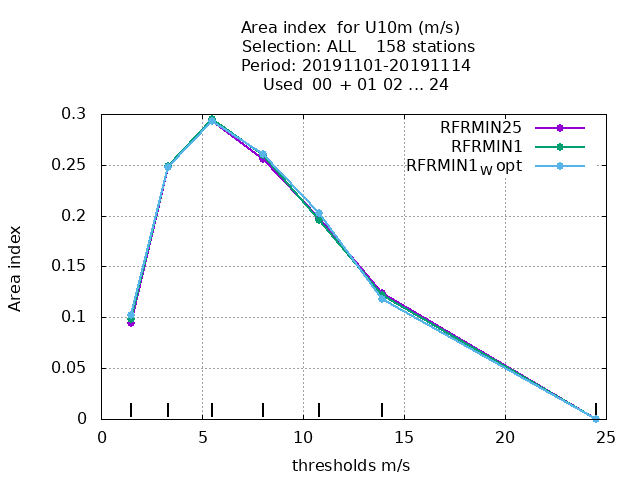 Area index  for U10m (m/s)
Selection: ALL    158 stations
Period: 20191101-20191114
Used  00  + 01 02 ... 24
RFRMIN25
RFRMIN1
RFRMIN1w opt
0.3
0.25
0.2
0.15
0.1
0.05
0
Area index
0 5 10 15 20 25
thresholds m/s